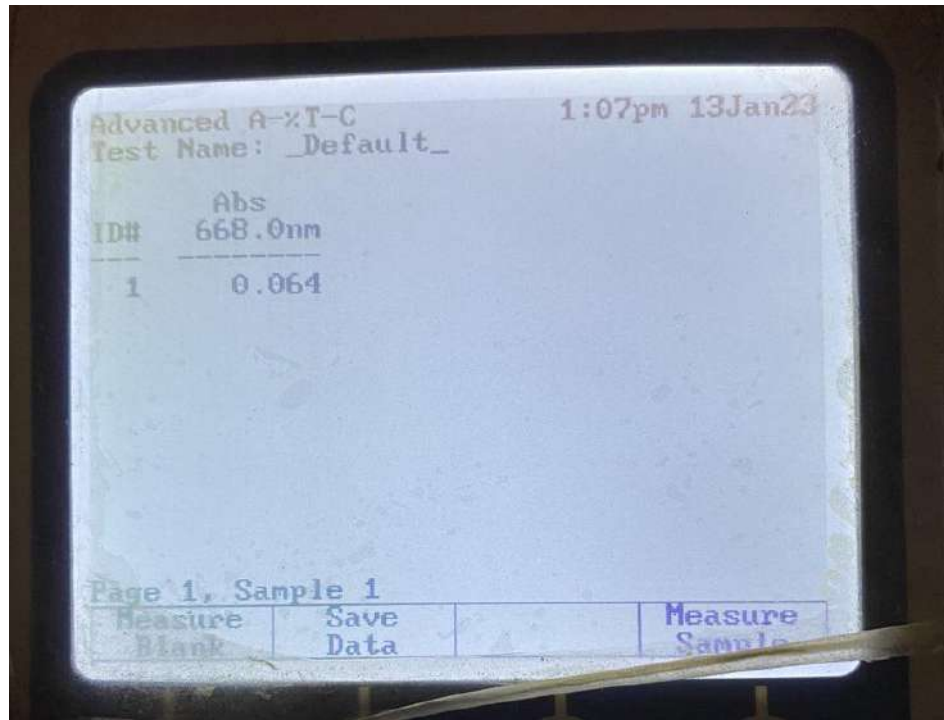 Advanced A-%T-C 1:07pm 13Jan23
Test Name: _Default_
Abs
ID# 668.0nm
1 0.064
Page 1, Sample 1
Measure Save Measure
Blank Data Sample